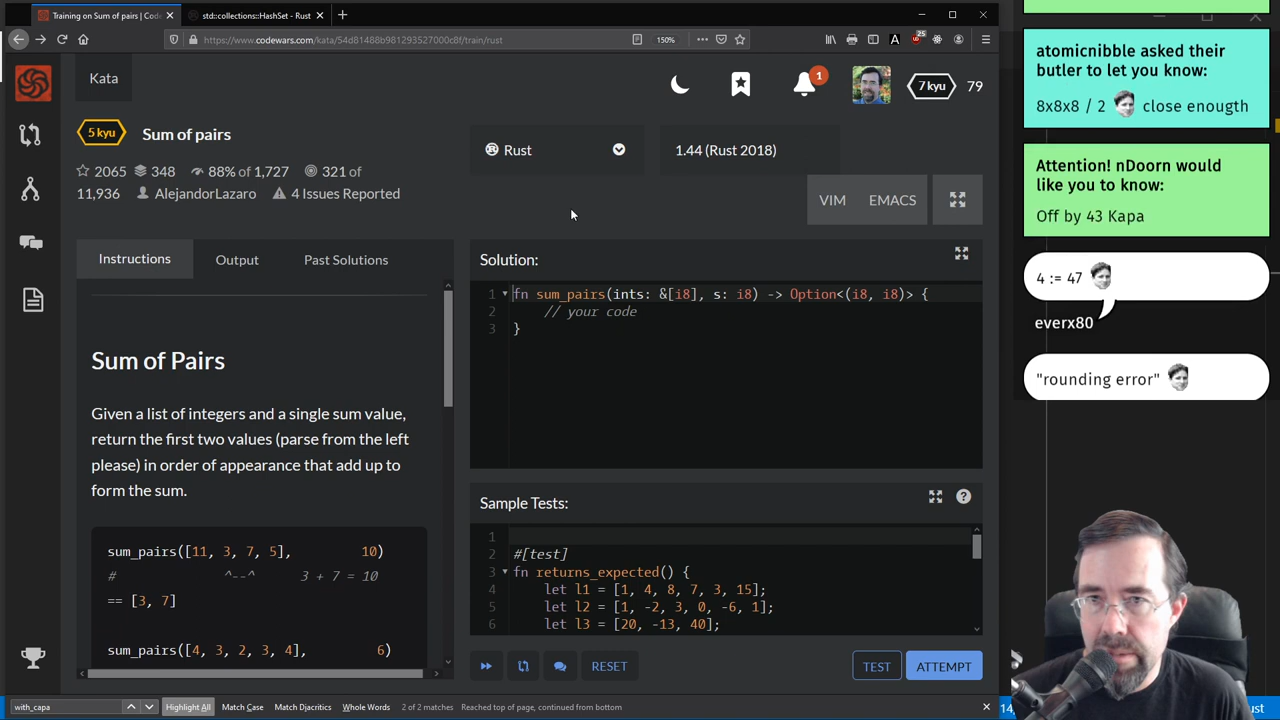 Training on Sum of pairs | Code
std::collections::HashSet - Rust
https://www.codewars.com/kata/54d81488b981293527000c8f/train/rust
150%
25
Kata
1
7 kyu
79
5 kyu
Sum of pairs
2065
348
88% of 1,727
321 of
11,936
AlejandorLazaro
4 Issues Reported
Rust
1.44 (Rust 2018)
VIM
EMACS
Instructions
Output
Past Solutions
Sum of Pairs
Given a list of integers and a single sum value,
return the first two values (parse from the left
please) in order of appearance that add up to
form the sum.
sum_pairs([11, 3, 7, 5], 10)
# ^--^ 3 + 7 = 10
== [3, 7]
sum_pairs([4, 3, 2, 3, 4], 6)
Solution:
1 fn sum_pairs(ints: &[i8], s: i8) -> Option<(i8, i8)> {
2 // your code
3 }
Sample Tests:
1
2 #[test]
3 fn returns_expected() {
4 let l1 = [1, 4, 8, 7, 3, 15];
5 let l2 = [1, -2, 3, 0, -6, 1];
6 let l3 = [20, -13, 40];
RESET
TEST
ATTEMPT
with_capa
Highlight All
Match Case
Match Diacritics
Whole Words
2 of 2 matches
Reached top of page, continued from bottom
atomicnibble asked their
butler to let you know:
8x8x8 / 2 close enougth
Attention! nDoorn would
like you to know:
Off by 43 Kapa
4 := 47
everx80
"rounding error"